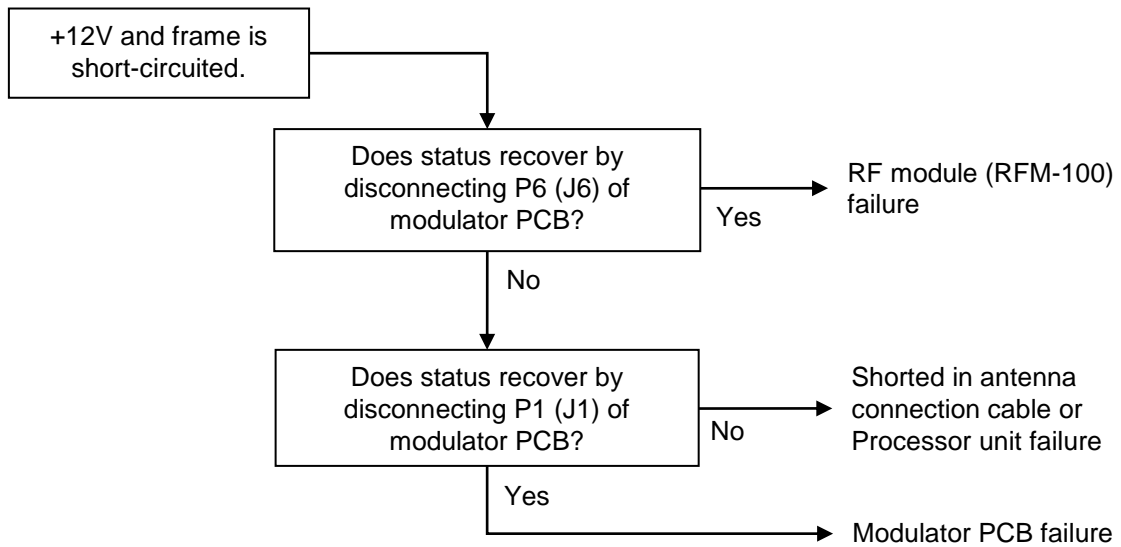 +12V and frame is
short-circuited.
Does status recover by
disconnecting P6 (J6) of
modulator PCB?
Yes
RF module (RFM-100)
failure
No
Does status recover by
disconnecting P1 (J1) of
modulator PCB?
No
Shorted in antenna
connection cable or
Processor unit failure
Yes
Modulator PCB failure